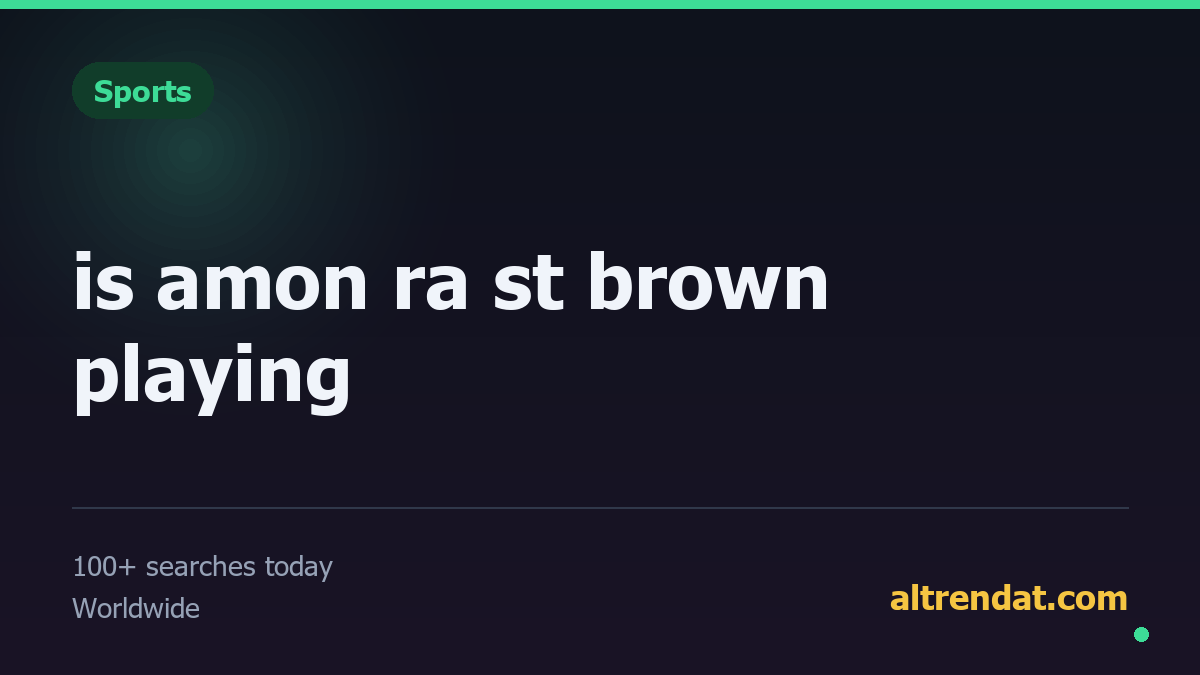 Sports
is amon ra st brown
playing
100+ searches today
Worldwide
altrendat.com